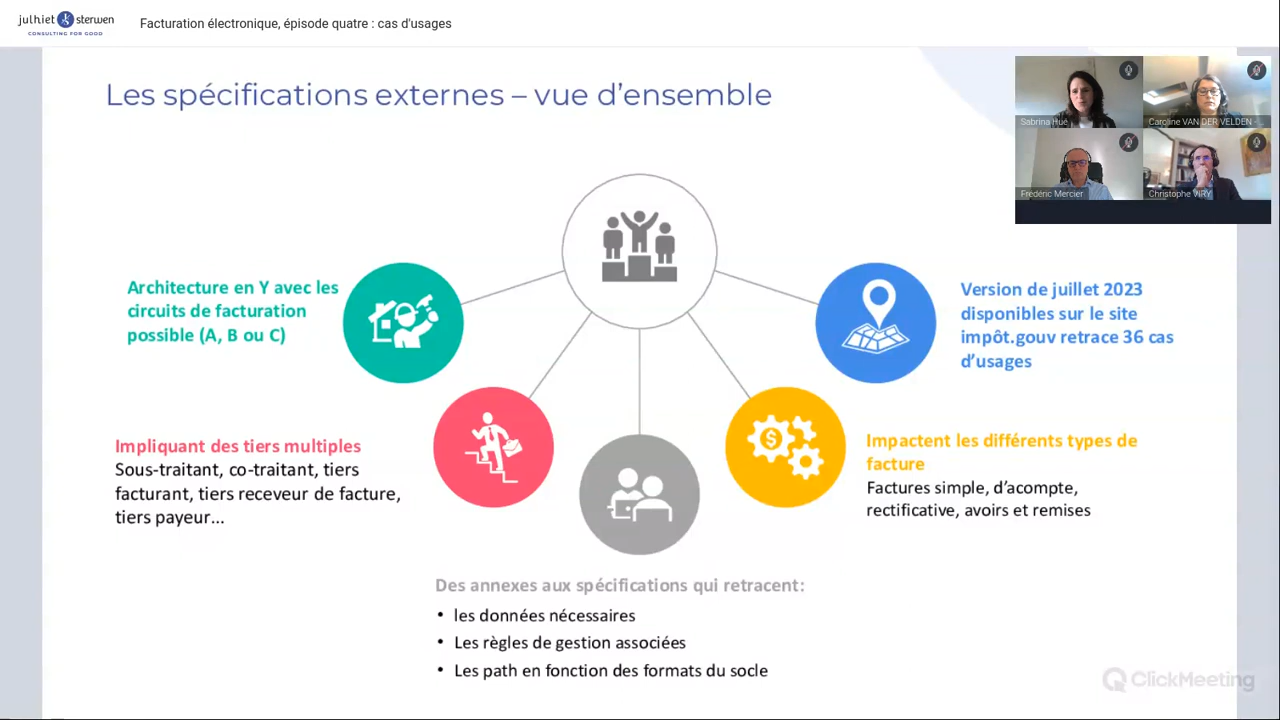 julhiet sterwen
CONSULTING FOR GOOD
Facturation électronique, épisode quatre : cas d'usages
Les spécifications externes – vue d'ensemble
Sabrina Hué
Caroline VAN DER VELDEN -
Frédéric Mercier
Christophe VIRY
Architecture en Y avec les
circuits de facturation
possible (A, B ou C)
Version de juillet 2023
disponibles sur le site
impôt.gouv retrace 36 cas
d'usages
Impliquant des tiers multiples
Sous-traitant, co-traitant, tiers
facturant, tiers receveur de facture,
tiers payeur...
$
Impactent les différents types de
facture
Factures simple, d'acompte,
rectificative, avoirs et remises
Des annexes aux spécifications qui retracent:
• les données nécessaires
• Les règles de gestion associées
• Les path en fonction des formats du socle
ClickMeeting